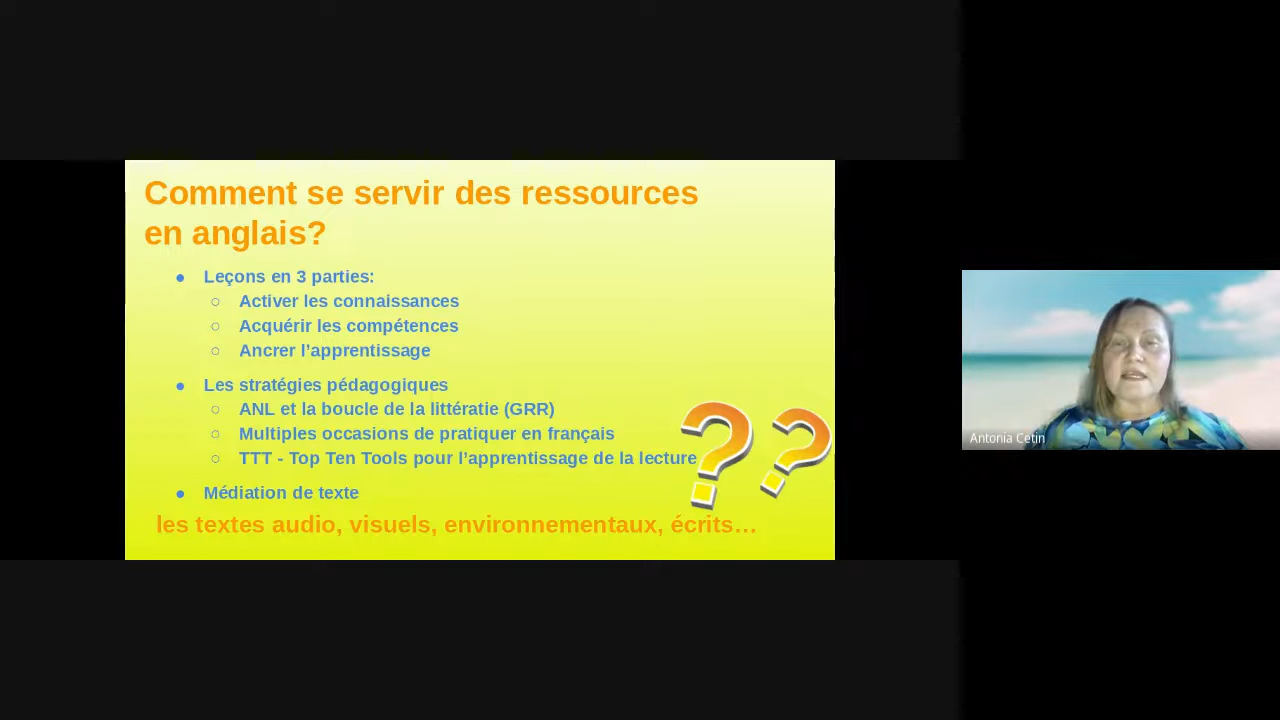 Comment se servir des ressources
en anglais?
● Leçons en 3 parties:
○ Activer les connaissances
○ Acquérir les compétences
○ Ancrer l’apprentissage
● Les stratégies pédagogiques
○ ANL et la boucle de la littératie (GRR)
○ Multiples occasions de pratiquer en français
○ TTT - Top Ten Tools pour l’apprentissage de la lecture
● Médiation de texte
les textes audio, visuels, environnementaux, écrits…
??
Antonia Cetin